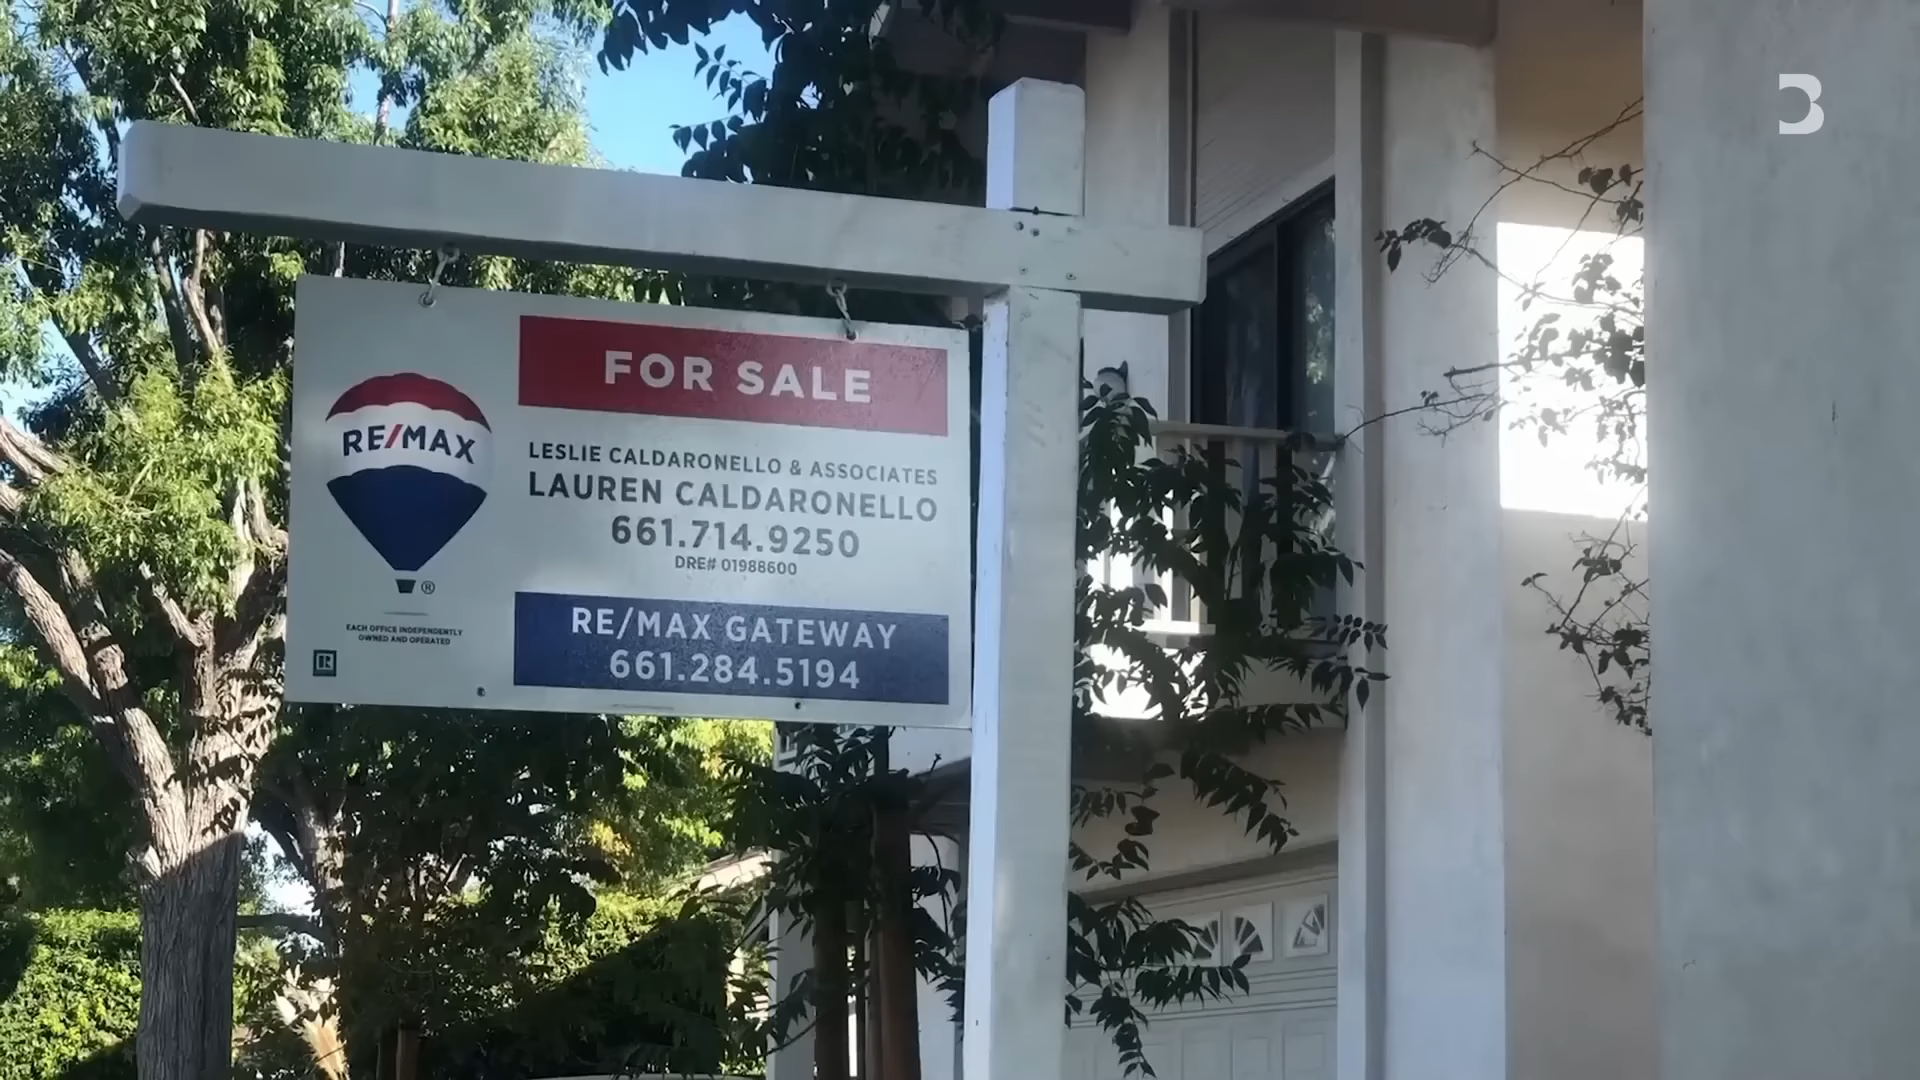 3
FOR SALE
RE/MAX
®
LESLIE CALDARONELLO & ASSOCIATES
LAUREN CALDARONELLO
661.714.9250
DRE# 01988600
RE/MAX GATEWAY
661.284.5194
EACH OFFICE INDEPENDENTLY
OWNED AND OPERATED
R